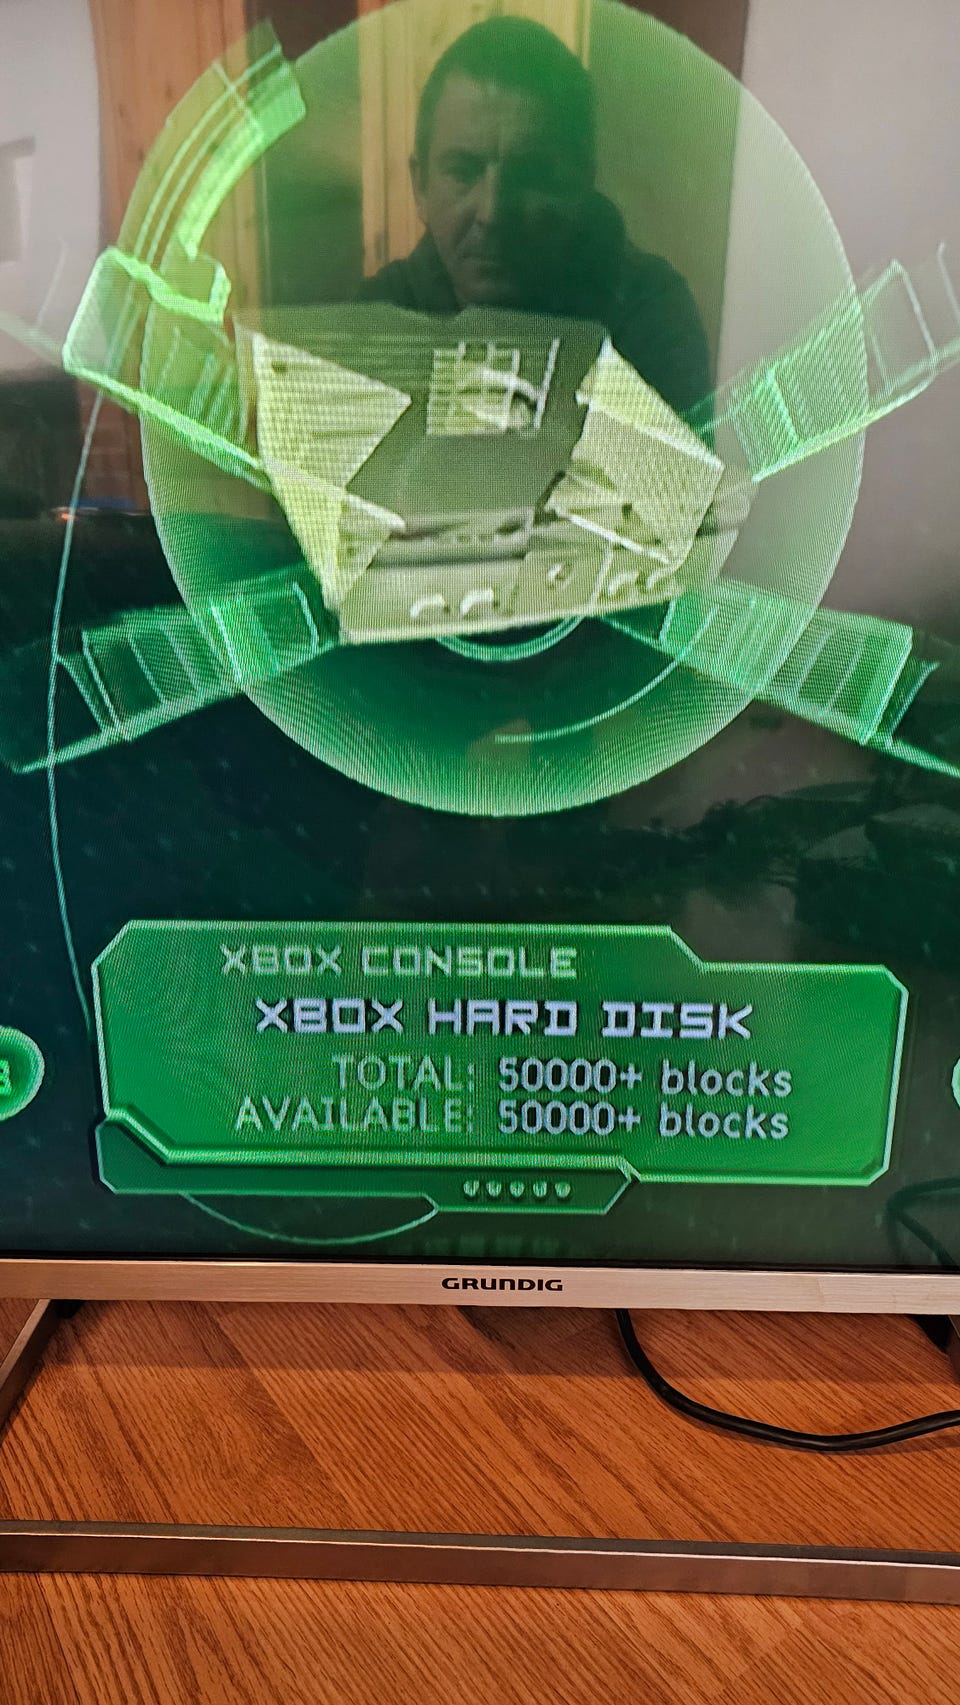 XBOX CONSOLE
XBOX HARD DISK
TOTAL: 50000+ blocks
AVAILABLE: 50000+ blocks
GRUNDIG